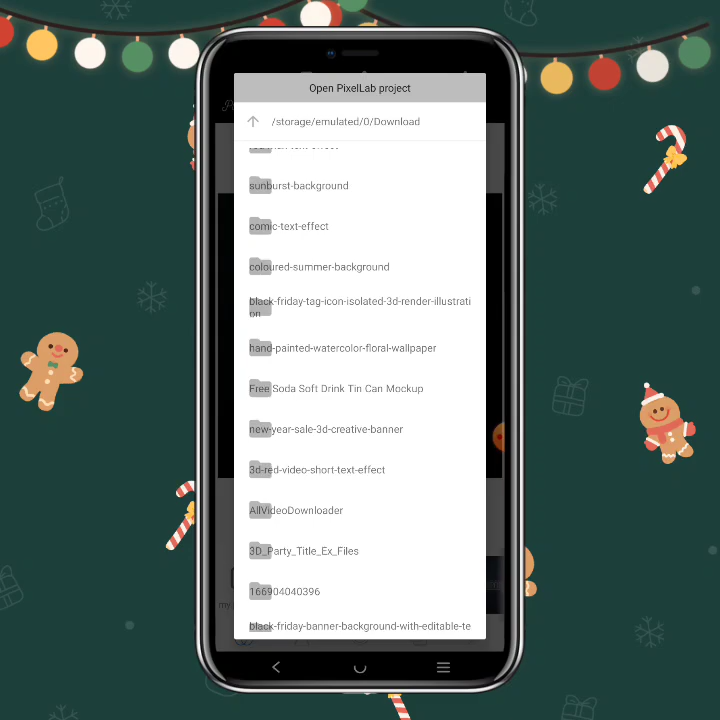 Open PixelLab project
/storage/emulated/0/Download
sunburst-background
comic-text-effect
coloured-summer-background
black-friday-tag-icon-isolated-3d-render-illustrati
on
hand-painted-watercolor-floral-wallpaper
Free Soda Soft Drink Tin Can Mockup
new-year-sale-3d-creative-banner
3d-red-video-short-text-effect
AllVideoDownloader
3D_Party_Title_Ex_Files
166904040396
black-friday-banner-background-with-editable-te
my